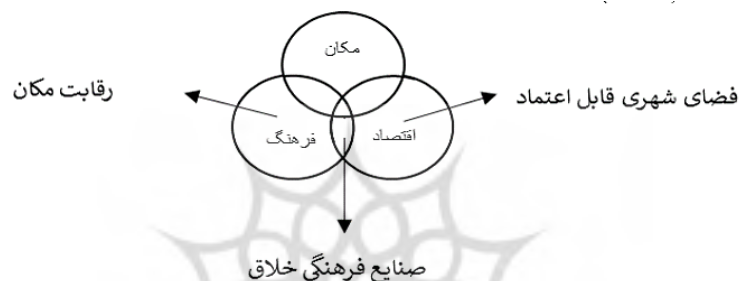 مکان
فضای شهری قابل اعتماد
رقابت مکان
اقتصاد
فرهنگ
صنایع فرهنگی خلاق